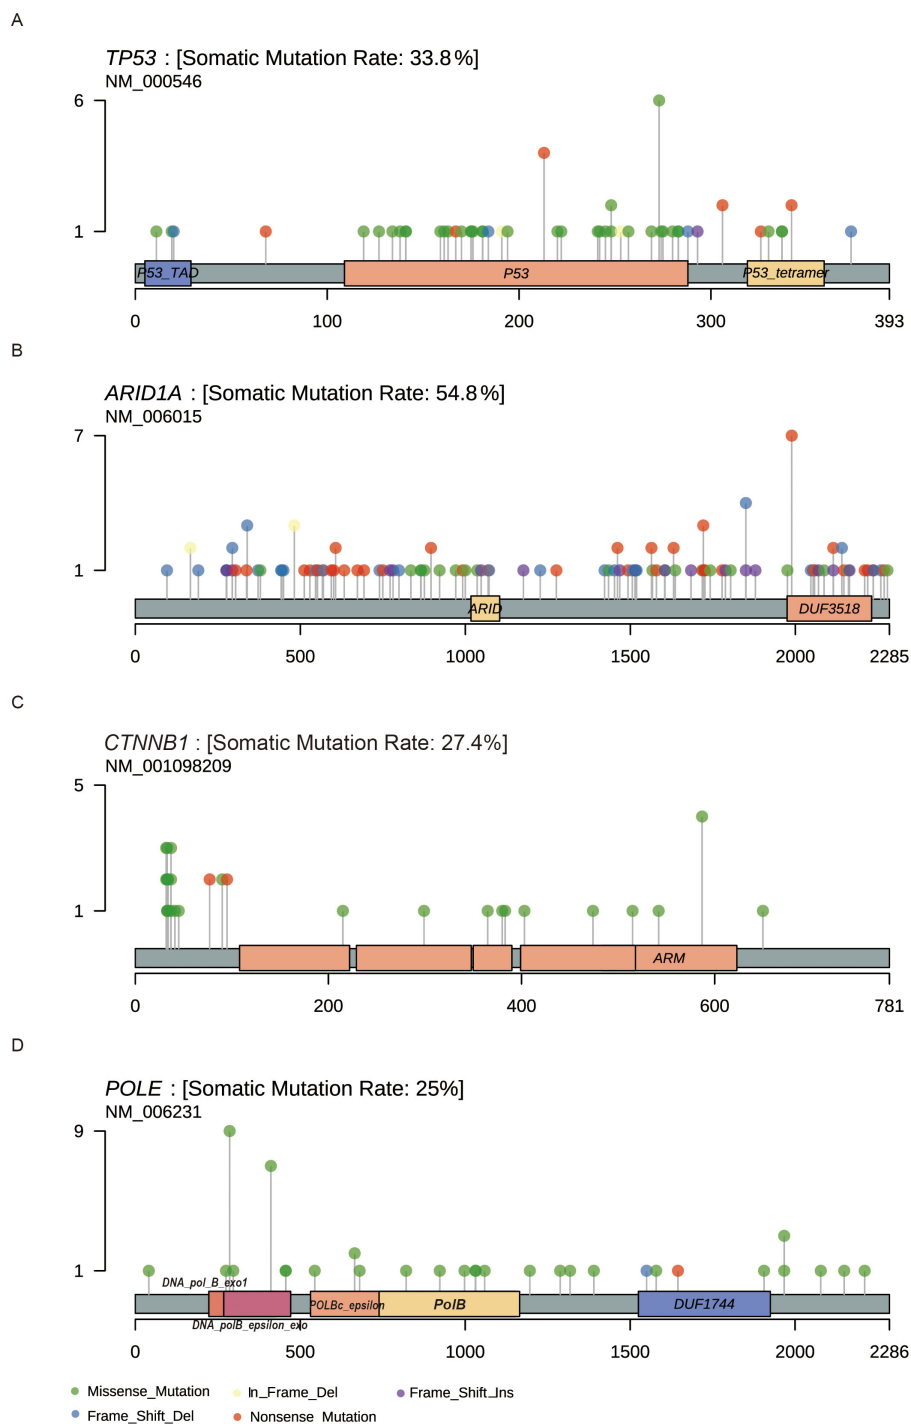 A
TP53 : [Somatic Mutation Rate: 33.8%]
NM_000546
6
1
P53_TAD P53 P53_tetramer
0 100 200 300 393
B
ARID1A : [Somatic Mutation Rate: 54.8%]
NM_006015
7
1
ARID DUF3518
0 500 1000 1500 2000 2285
C
CTNNB1 : [Somatic Mutation Rate: 27.4%]
NM_001098209
5
1
ARM
0 200 400 600 781
D
POLE : [Somatic Mutation Rate: 25%]
NM_006231
9
1
DNA_pol_B_exo1
POLBc_epsilon PolB DUF1744
DNA_polB_epsilon_exo
0 500 1000 1500 2000 2286
Missense_Mutation In_Frame_Del Frame_Shift_Ins
Frame_Shift_Del Nonsense_Mutation